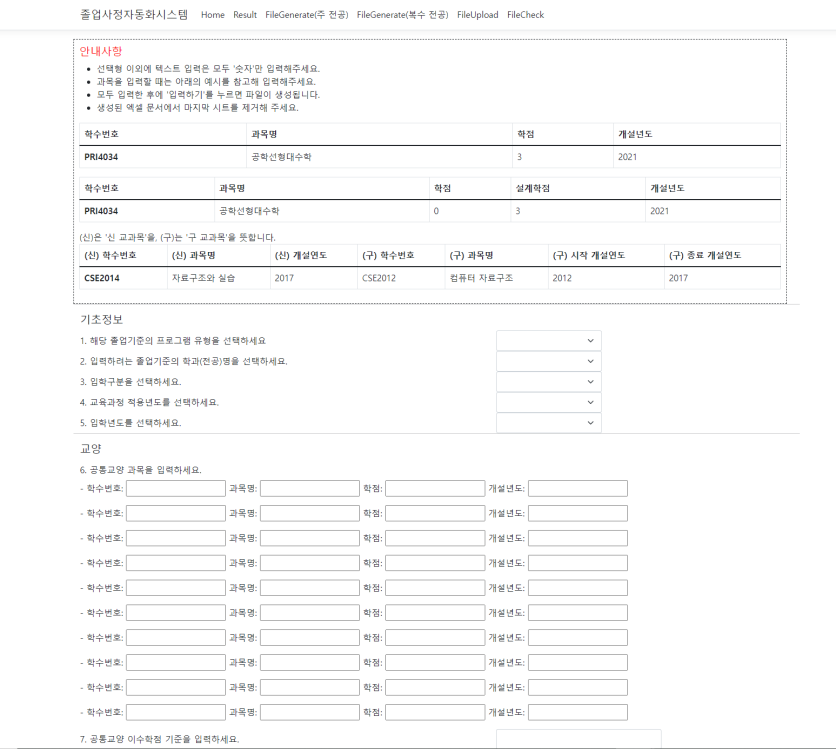 졸업사정자동화시스템 Home Result FileGenerate(주 전공) FileGenerate(복수 전공) FileUpload FileCheck
안내사항
• 선택형 이외에 텍스트 입력은 모두 '숫자'만 입력해주세요.
• 과목을 입력할 때는 아래의 예시를 참고해 입력해주세요.
• 모두 입력한 후에 '입력하기'를 누르면 파일이 생성됩니다.
• 생성된 엑셀 문서에서 마지막 시트를 제거해 주세요.
학수번호 과목명 학점 개설년도
PRI4034 공학선형대수학 3 2021
학수번호 과목명 학점 설계학점 개설년도
PRI4034 공학선형대수학 0 3 2021
(신)은 '신 교과목'을, (구)는 '구 교과목'을 뜻합니다.
(신) 학수번호 (신) 과목명 (신) 개설연도 (구) 학수번호 (구) 과목명 (구) 시작 개설연도 (구) 종료 개설연도
CSE2014 자료구조와 실습 2017 CSE2012 컴퓨터 자료구조 2012 2017
기초정보
1. 해당 졸업기준의 프로그램 유형을 선택하세요
2. 입력하려는 졸업기준의 학과(전공)명을 선택하세요.
3. 입학구분을 선택하세요.
4. 교육과정 적용년도를 선택하세요.
5. 입학년도를 선택하세요.
교양
6. 공통교양 과목을 입력하세요.
- 학수번호: 과목명: 학점: 개설년도:
- 학수번호: 과목명: 학점: 개설년도:
- 학수번호: 과목명: 학점: 개설년도:
- 학수번호: 과목명: 학점: 개설년도:
- 학수번호: 과목명: 학점: 개설년도:
- 학수번호: 과목명: 학점: 개설년도:
- 학수번호: 과목명: 학점: 개설년도:
- 학수번호: 과목명: 학점: 개설년도:
- 학수번호: 과목명: 학점: 개설년도:
- 학수번호: 과목명: 학점: 개설년도:
7. 공통교양 이수학점 기준을 입력하세요.